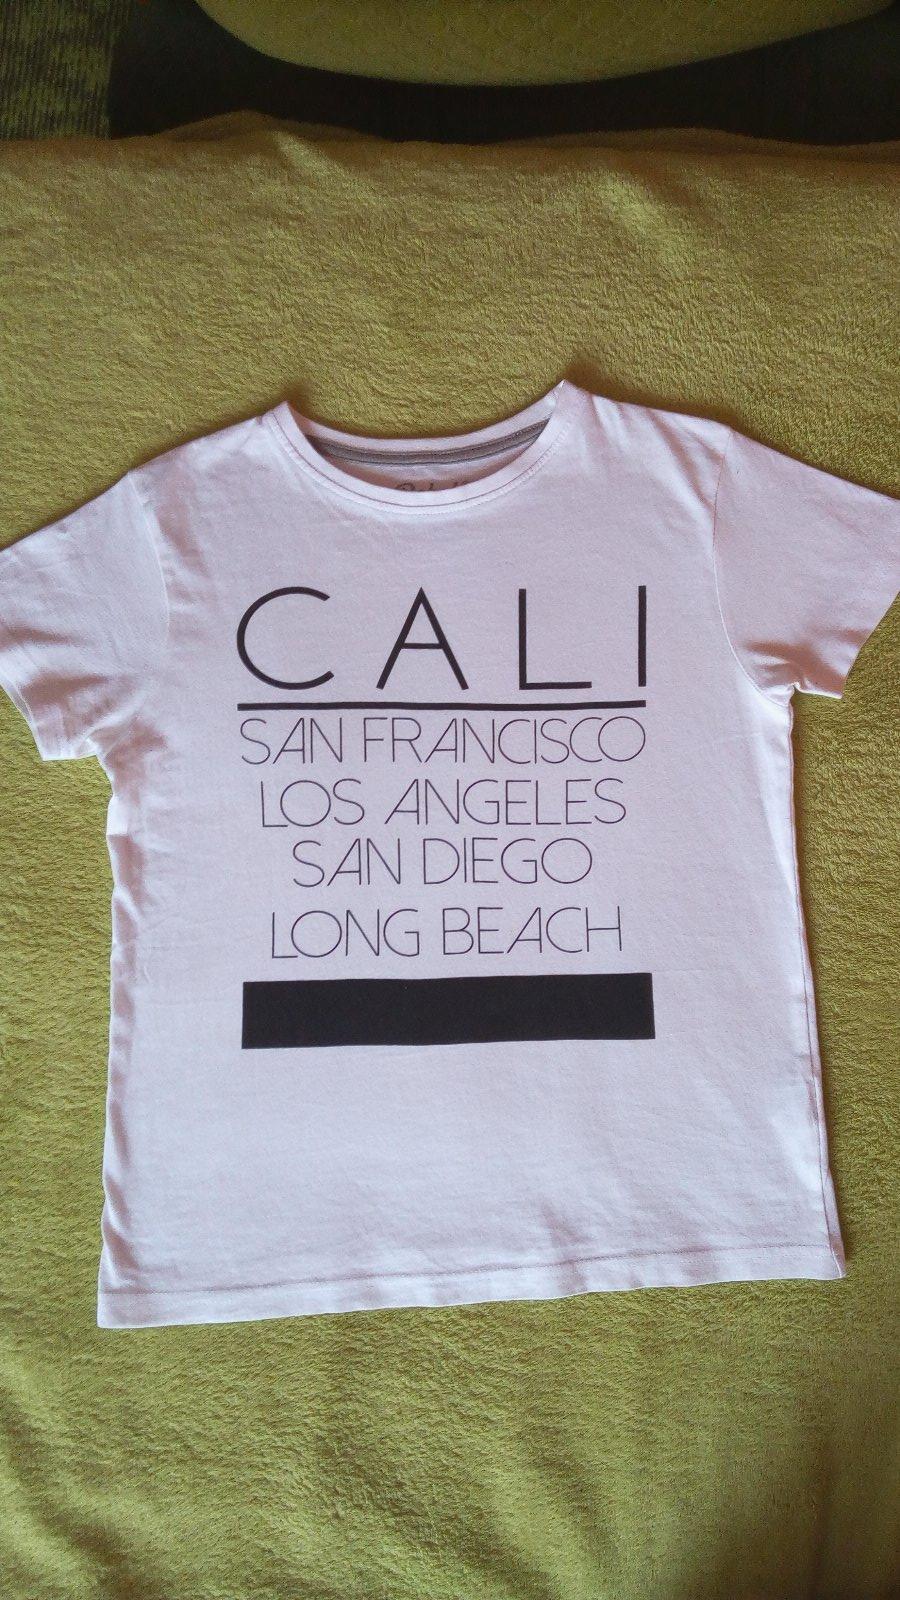 CALI
SAN FRANCISCO
LOS ANGELES
SAN DIEGO
LONG BEACH